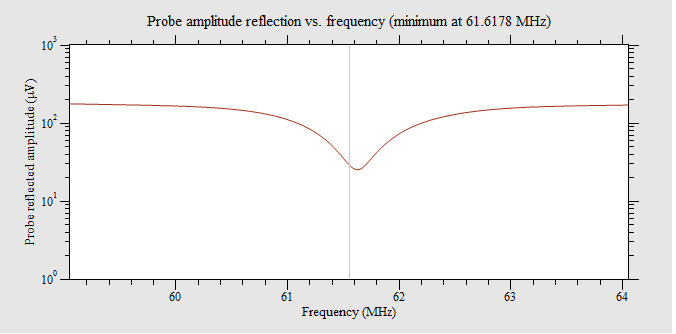 Probe amplitude reflection vs. frequency (minimum at 61.6178 MHz)
10³
10²
10¹
10⁰
Probe reflected amplitude (µV)
60 61 62 63 64
Frequency (MHz)